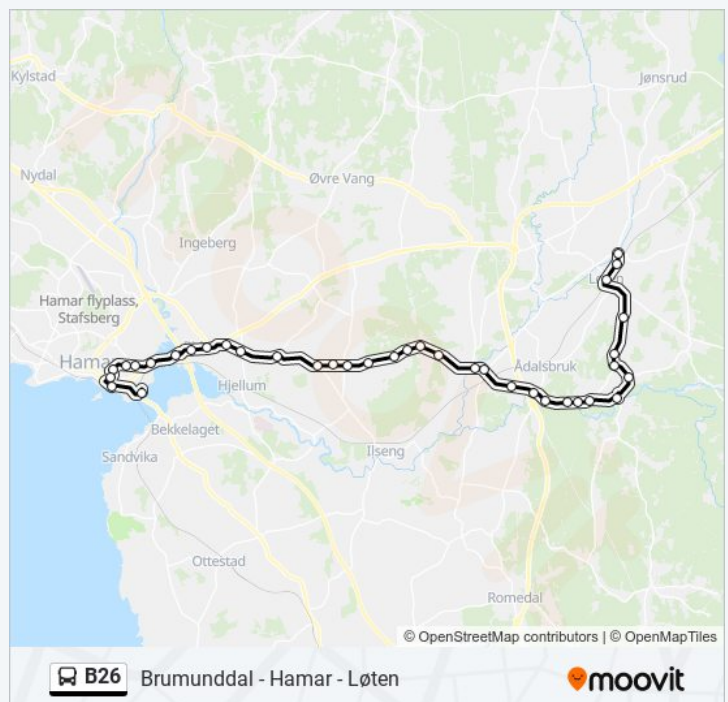 Kylstad
Jønsrud
Nydal
Øvre Vang
Ingeberg
Hamar flyplass,
Stafsberg
Hamar
Ådalsbruk
Hjellum
Bekkelaget
Sandvika
Ilseng
Ottestad
Romedal
© OpenStreetMap contributors | © OpenMapTiles
B26 Brumunddal - Hamar - Løten
moovit